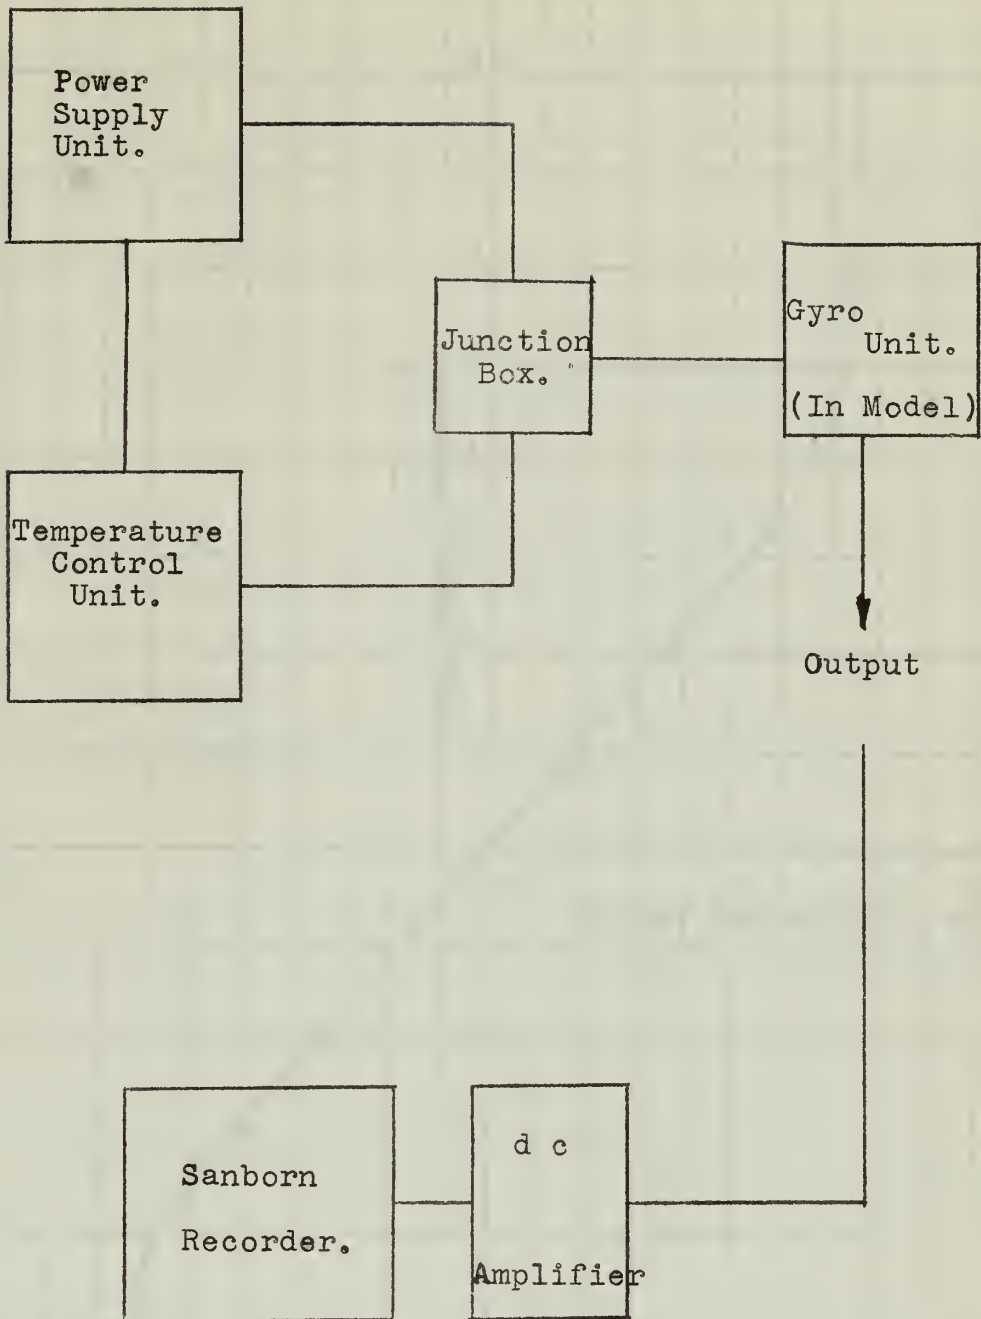 Power
Supply
Unit.
Gyro
Unit.
(In Model)
Junction
Box.
Temperature
Control
Unit.
Output
Sanborn
Recorder.
d c
Amplifier